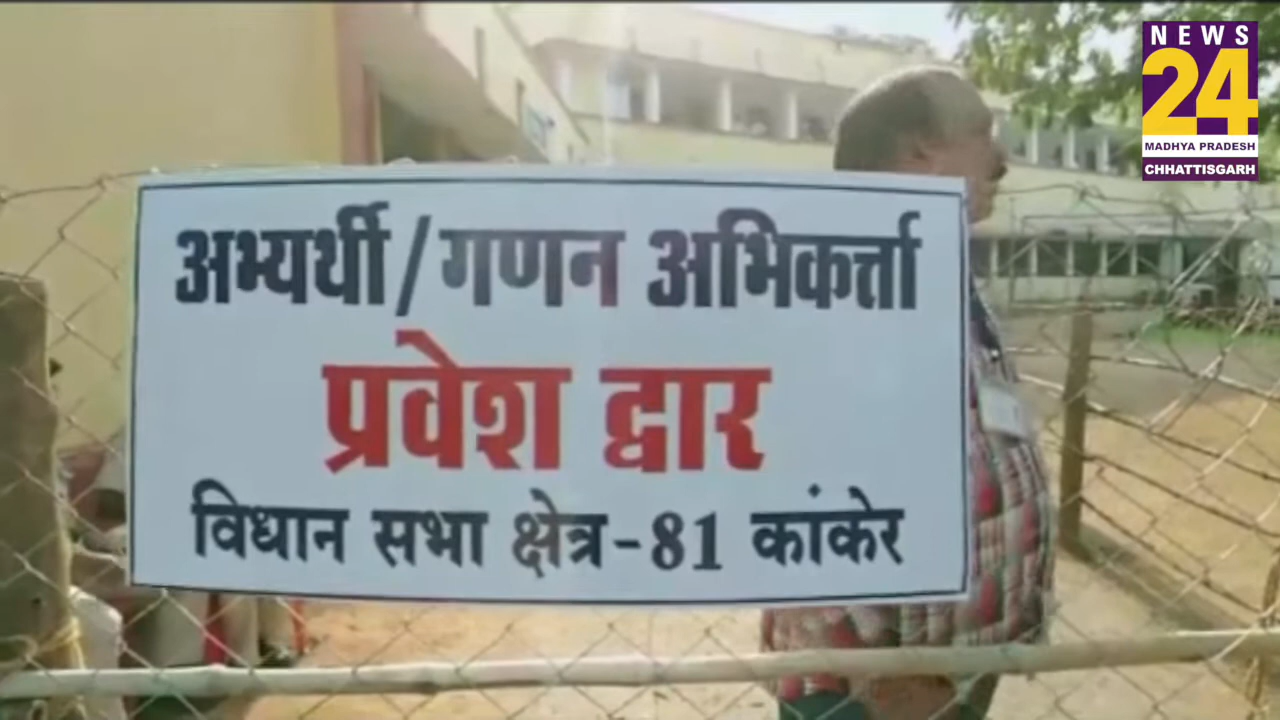 NEWS
24
MADHYA PRADESH
CHHATTISGARH
अभ्यर्थी/गणन अभिकर्त्ता
प्रवेश द्वार
विधान सभा क्षेत्र-81 कांकेर